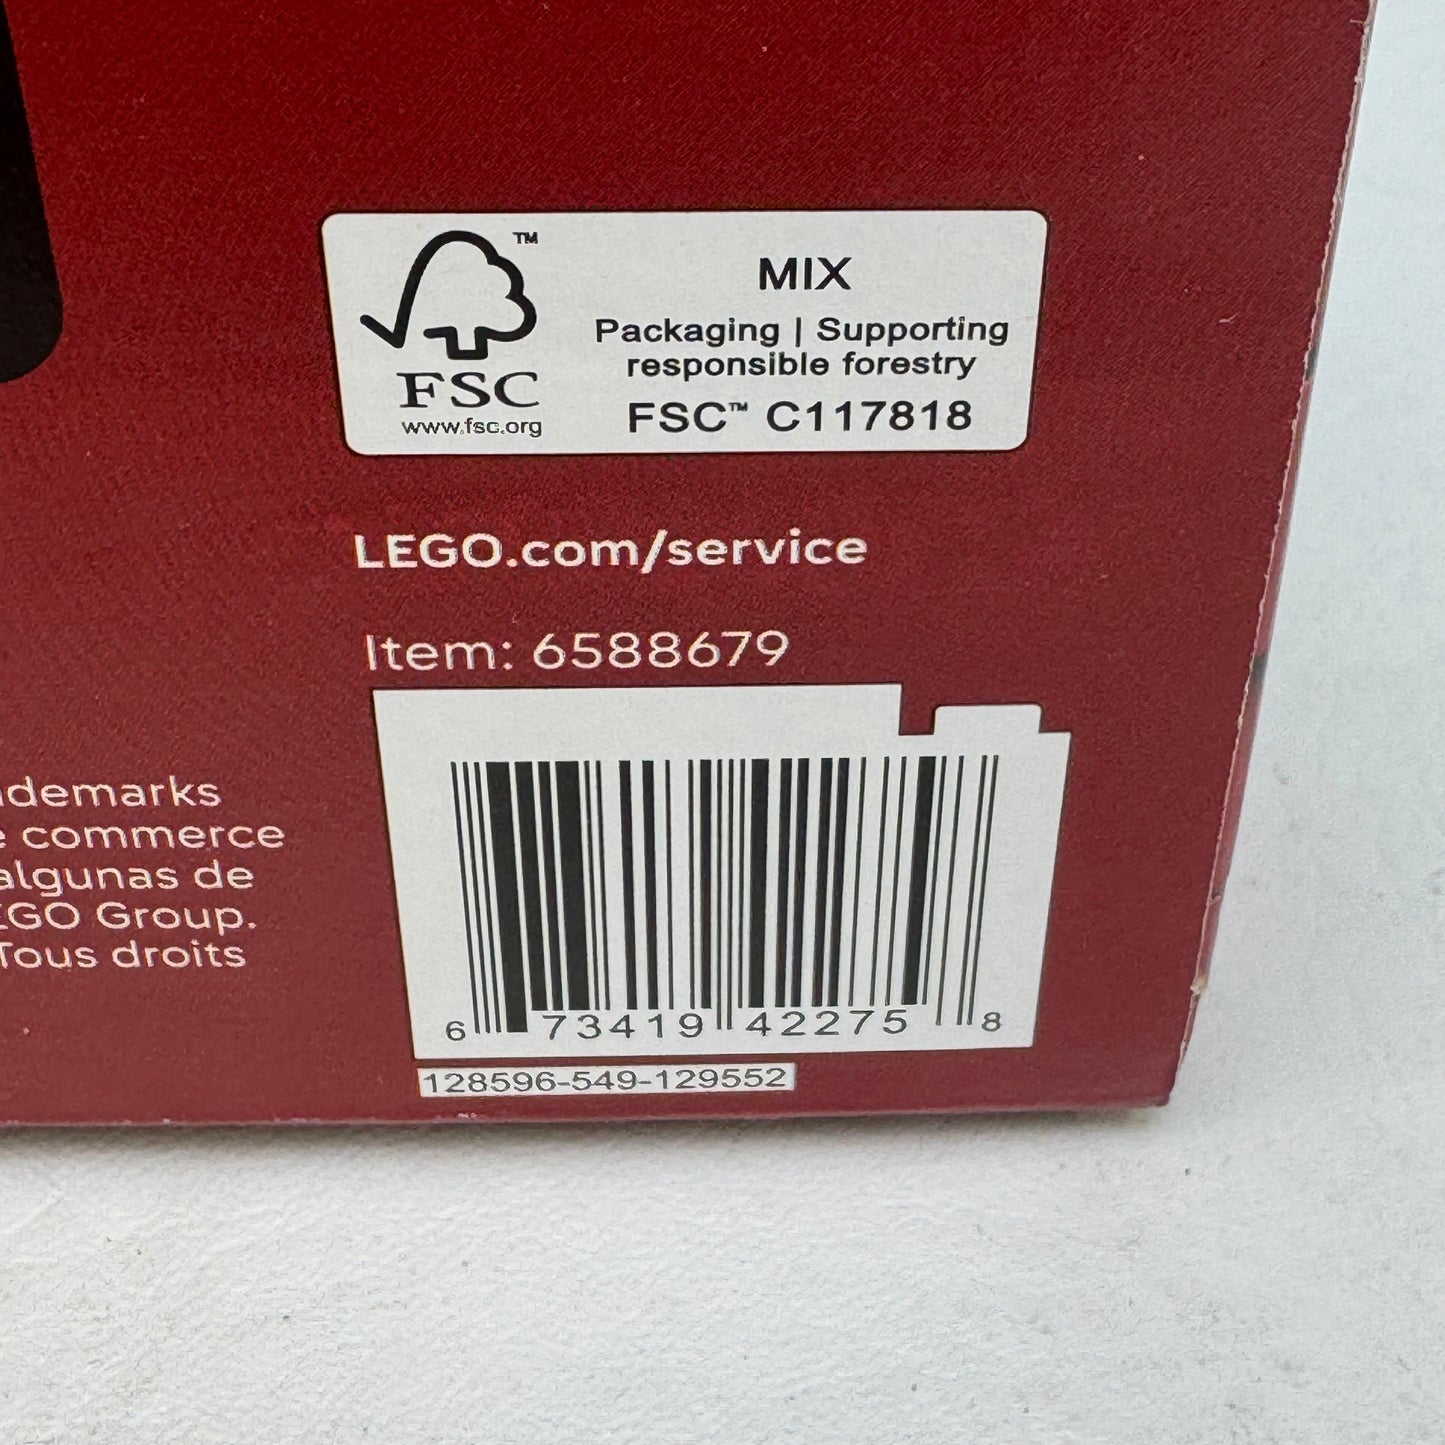 TM
FSC
www.fsc.org
MIX
Packaging | Supporting
responsible forestry
FSC™ C117818
LEGO.com/service
Item: 6588679
demarks
commerce
algunas de
EGO Group.
Tous droits
6 73419 42275 8
128596-549-129552